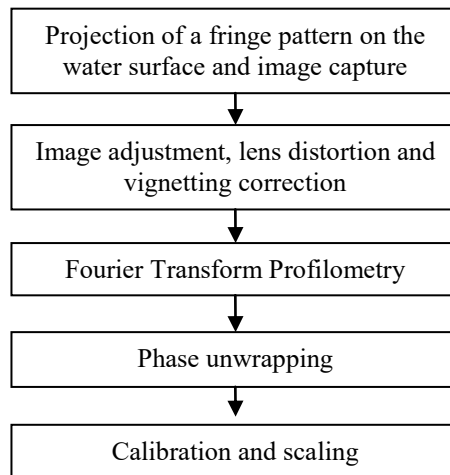 Projection of a fringe pattern on the
water surface and image capture
Image adjustment, lens distortion and
vignetting correction
Fourier Transform Profilometry
Phase unwrapping
Calibration and scaling